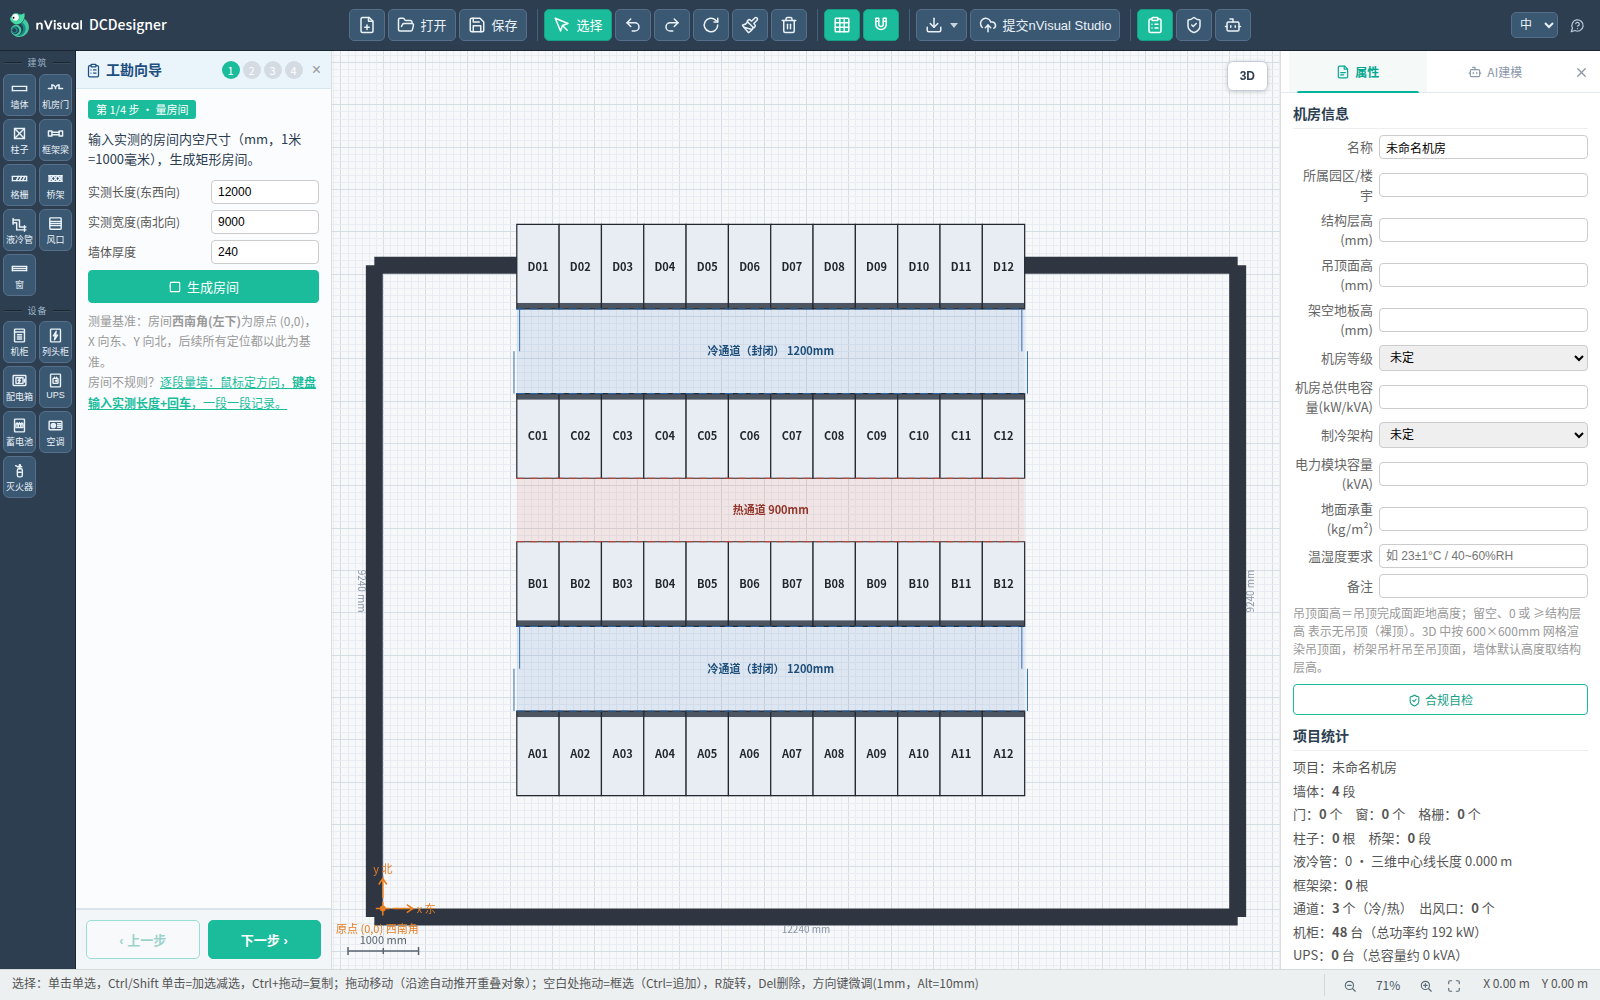 nVisual DCDesigner
打开
保存
选择
提交nVisual Studio
中
建筑
墙体
机房门
柱子
框架梁
格栅
桥架
液冷管
风口
窗
设备
机柜
列头柜
配电箱
UPS
蓄电池
空调
灭火器
工勘向导
1 2 3 4 ×
第 1/4 步 · 量房间
输入实测的房间内空尺寸（mm，1米
=1000毫米），生成矩形房间。
实测长度(东西向) 12000
实测宽度(南北向) 9000
墙体厚度 240
生成房间
测量基准：房间西南角(左下)为原点 (0,0)，
X 向东、Y 向北，后续所有定位都以此为基
准。
房间不规则？逐段量墙：鼠标定方向，键盘
输入实测长度+回车，一段一段记录。
‹ 上一步
下一步 ›
3D
D01 D02 D03 D04 D05 D06 D07 D08 D09 D10 D11 D12
冷通道（封闭） 1200mm
C01 C02 C03 C04 C05 C06 C07 C08 C09 C10 C11 C12
热通道 900mm
B01 B02 B03 B04 B05 B06 B07 B08 B09 B10 B11 B12
冷通道（封闭） 1200mm
A01 A02 A03 A04 A05 A06 A07 A08 A09 A10 A11 A12
9240 mm
9240 mm
y 北
x 东
原点 (0,0) 西南角
1000 mm
12240 mm
属性
AI建模
机房信息
名称 未命名机房
所属园区/楼
宇
结构层高
(mm)
吊顶面高
(mm)
架空地板高
(mm)
机房等级 未定
机房总供电容
量(kW/kVA)
制冷架构 未定
电力模块容量
(kVA)
地面承重
(kg/m²)
温湿度要求 如 23±1°C / 40~60%RH
备注
吊顶面高＝吊顶完成面距地高度；留空、0 或 ≥结构层
高 表示无吊顶（裸顶）。3D 中按 600×600mm 网格渲
染吊顶面，桥架吊杆吊至吊顶面，墙体默认高度取结构
层高。
合规自检
项目统计
项目：未命名机房
墙体：4 段
门：0 个 窗：0 个 格栅：0 个
柱子：0 根 桥架：0 段
液冷管：0 · 三维中心线长度 0.000 m
框架梁：0 根
通道：3 个（冷/热） 出风口：0 个
机柜：48 台（总功率约 192 kW）
UPS：0 台（总容量约 0 kVA）
选择：单击单选，Ctrl/Shift 单击=加选减选，Ctrl+拖动=复制；拖动移动（沿途自动推开重叠对象）；空白处拖动=框选（Ctrl=追加），R旋转，Del删除，方向键微调(1mm，Alt=10mm)
71%
X 0.00 m Y 0.00 m